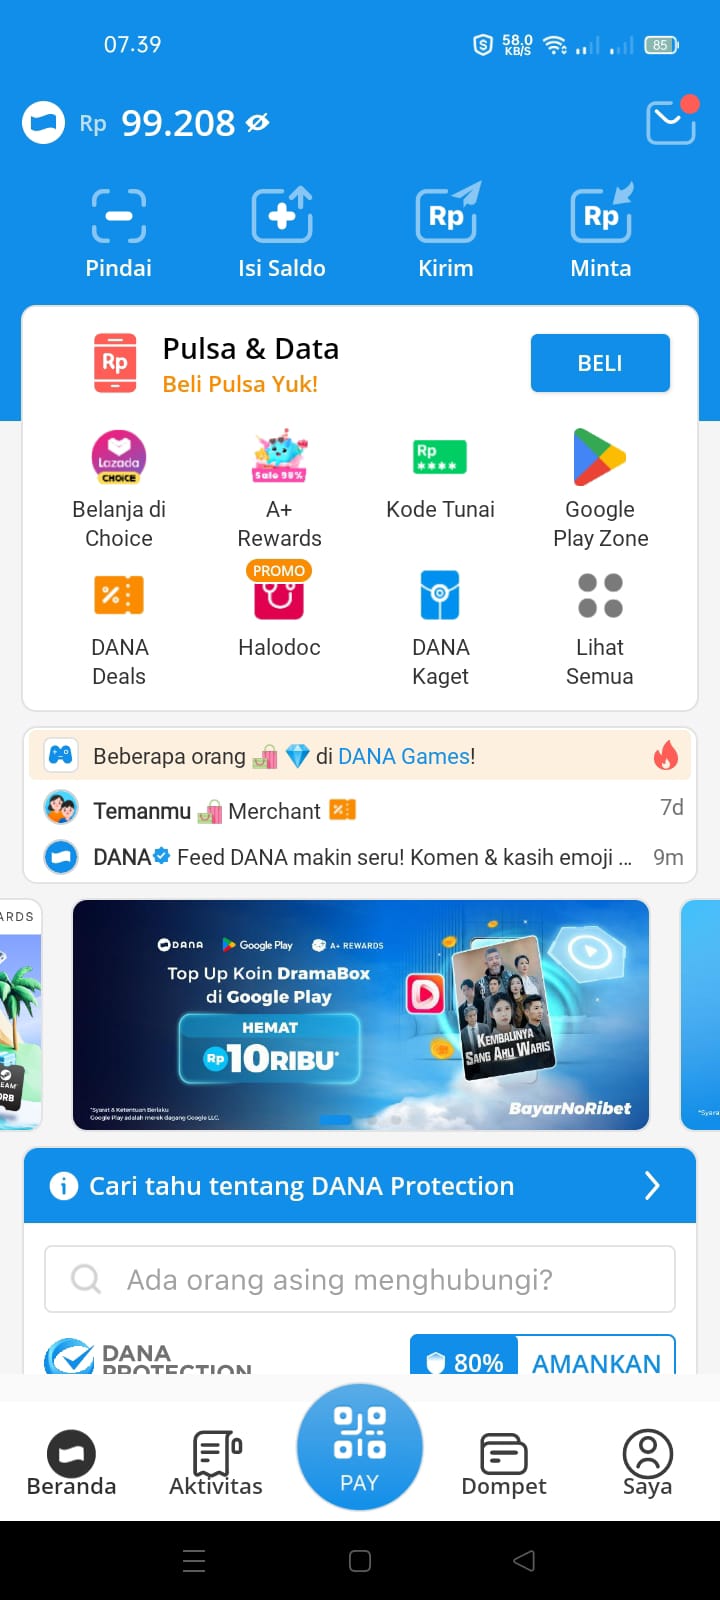 07.39
58.0
KB/S
85
Rp 99.208
Pindai
Isi Saldo
Rp
Kirim
Rp
Minta
Rp
Pulsa & Data
Beli Pulsa Yuk!
BELI
Lazada
CHOICE
Belanja di
Choice
Sale 98%
A+
Rewards
Rp
****
Kode Tunai
Google
Play Zone
DANA
Deals
PROMO
Halodoc
DANA
Kaget
Lihat
Semua
Beberapa orang 🛍️ 💎 di DANA Games!
Temanmu 🛍️ Merchant
7d
DANA Feed DANA makin seru! Komen & kasih emoji ...
9m
ARDS
DANA
Google Play
A+ REWARDS
Top Up Koin DramaBox
di Google Play
HEMAT
Rp10RIBU*
KEMBALINYA
SANG AHLI WARIS
*Syarat & Ketentuan Berlaku
Google Play adalah merek dagang Google LLC.
BayarNoRibet
Cari tahu tentang DANA Protection
Ada orang asing menghubungi?
DANA
PROTECTION
80%
AMANKAN
Beranda
Aktivitas
PAY
Dompet
Saya